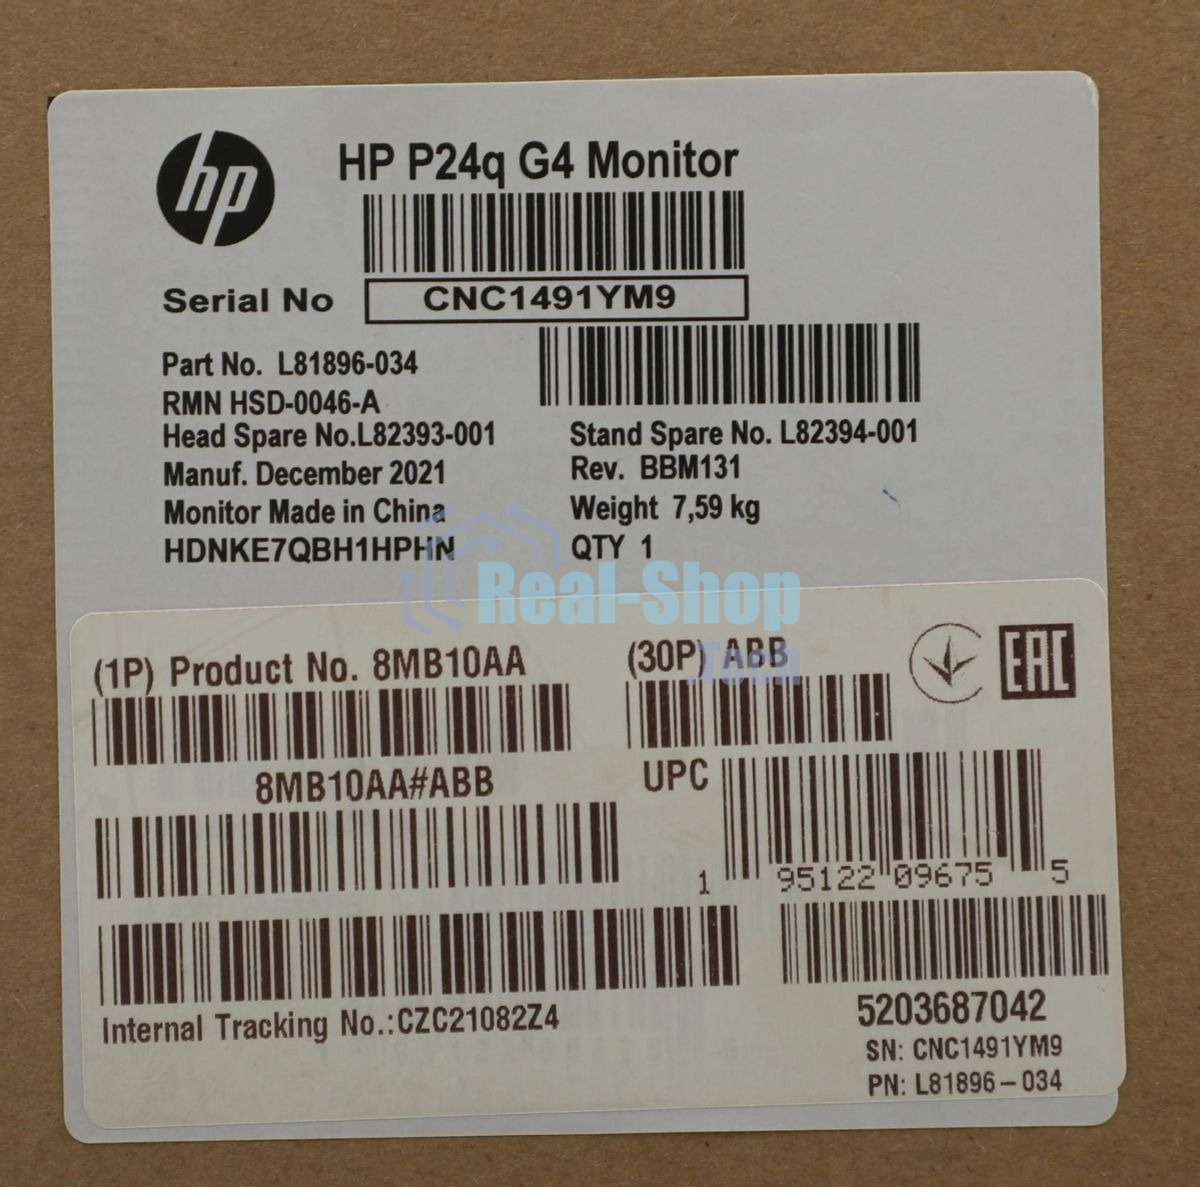 hp
HP P24q G4 Monitor
Serial No CNC1491YM9
Part No. L81896-034
RMN HSD-0046-A
Head Spare No.L82393-001 Stand Spare No. L82394-001
Manuf. December 2021 Rev. BBM131
Monitor Made in China Weight 7,59 kg
HDNKE7QBH1HPHN QTY 1
Real-Shop
.Tech
(1P) Product No. 8MB10AA (30P) ABB EAC
8MB10AA#ABB UPC
1 95122 09675 5
Internal Tracking No.:CZC21082Z4 5203687042
SN: CNC1491YM9
PN: L81896-034